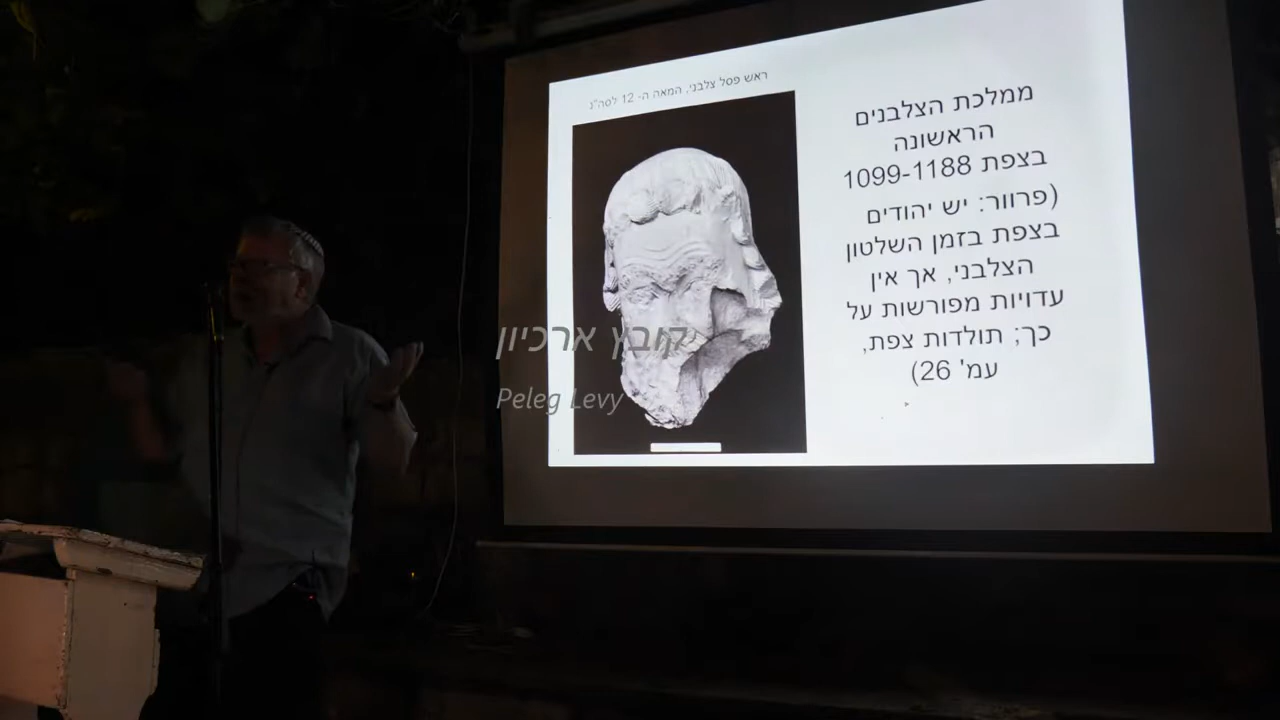 ראש פסל צלבני, המאה ה- 12 לסה"נ
ממלכת הצלבנים
הראשונה
בצפת 1099-1188
(פרוור: יש יהודים
בצפת בזמן השלטון
הצלבני, אך אין
עדויות מפורשות על
כך; תולדות צפת,
עמ' 26)
קובץ ארכיון
Peleg Levy